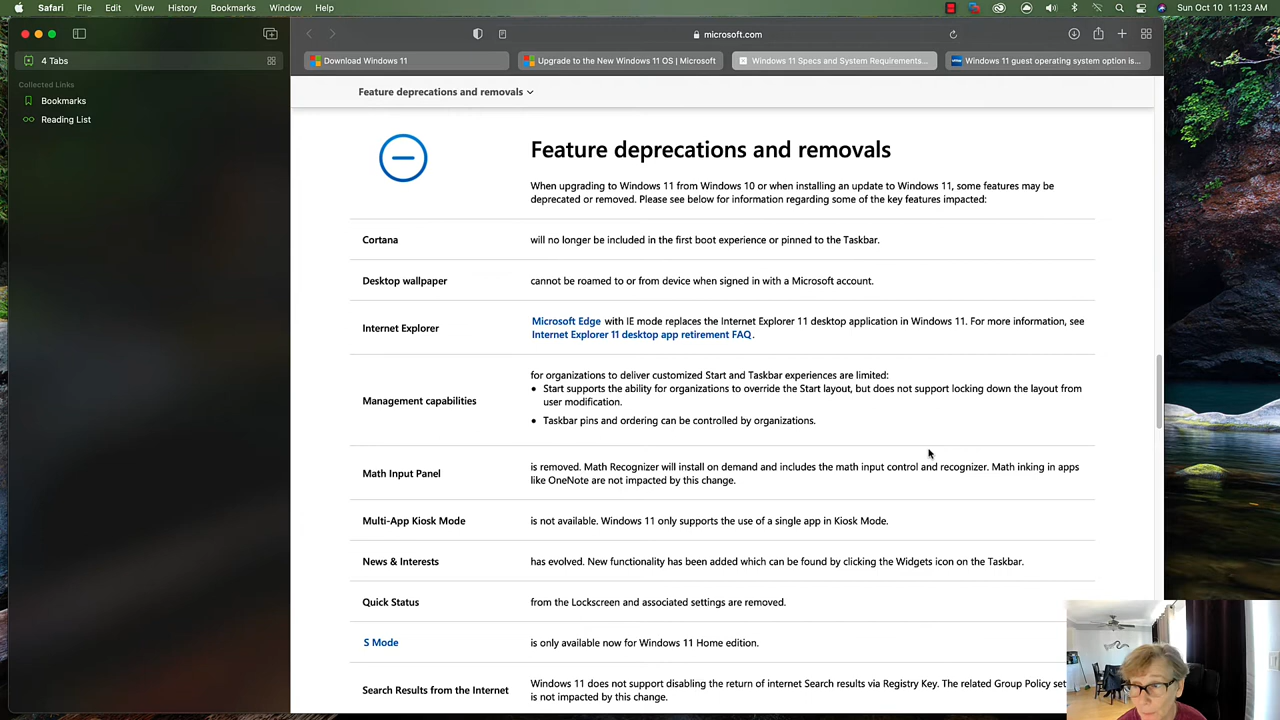 Safari File Edit View History Bookmarks Window Help Sun Oct 10 11:23 AM
microsoft.com
4 Tabs
Download Windows 11
Upgrade to the New Windows 11 OS | Microsoft
Windows 11 Specs and System Requirements...
Windows 11 guest operating system option is...
Collected Links
Bookmarks
Reading List
Feature deprecations and removals
Feature deprecations and removals
When upgrading to Windows 11 from Windows 10 or when installing an update to Windows 11, some features may be
deprecated or removed. Please see below for information regarding some of the key features impacted:
Cortana
will no longer be included in the first boot experience or pinned to the Taskbar.
Desktop wallpaper
cannot be roamed to or from device when signed in with a Microsoft account.
Internet Explorer
Microsoft Edge with IE mode replaces the Internet Explorer 11 desktop application in Windows 11. For more information, see
Internet Explorer 11 desktop app retirement FAQ.
Management capabilities
for organizations to deliver customized Start and Taskbar experiences are limited:
• Start supports the ability for organizations to override the Start layout, but does not support locking down the layout from
user modification.
• Taskbar pins and ordering can be controlled by organizations.
Math Input Panel
is removed. Math Recognizer will install on demand and includes the math input control and recognizer. Math inking in apps
like OneNote are not impacted by this change.
Multi-App Kiosk Mode
is not available. Windows 11 only supports the use of a single app in Kiosk Mode.
News & Interests
has evolved. New functionality has been added which can be found by clicking the Widgets icon on the Taskbar.
Quick Status
from the Lockscreen and associated settings are removed.
S Mode
is only available now for Windows 11 Home edition.
Search Results from the Internet
Windows 11 does not support disabling the return of internet Search results via Registry Key. The related Group Policy set
is not impacted by this change.